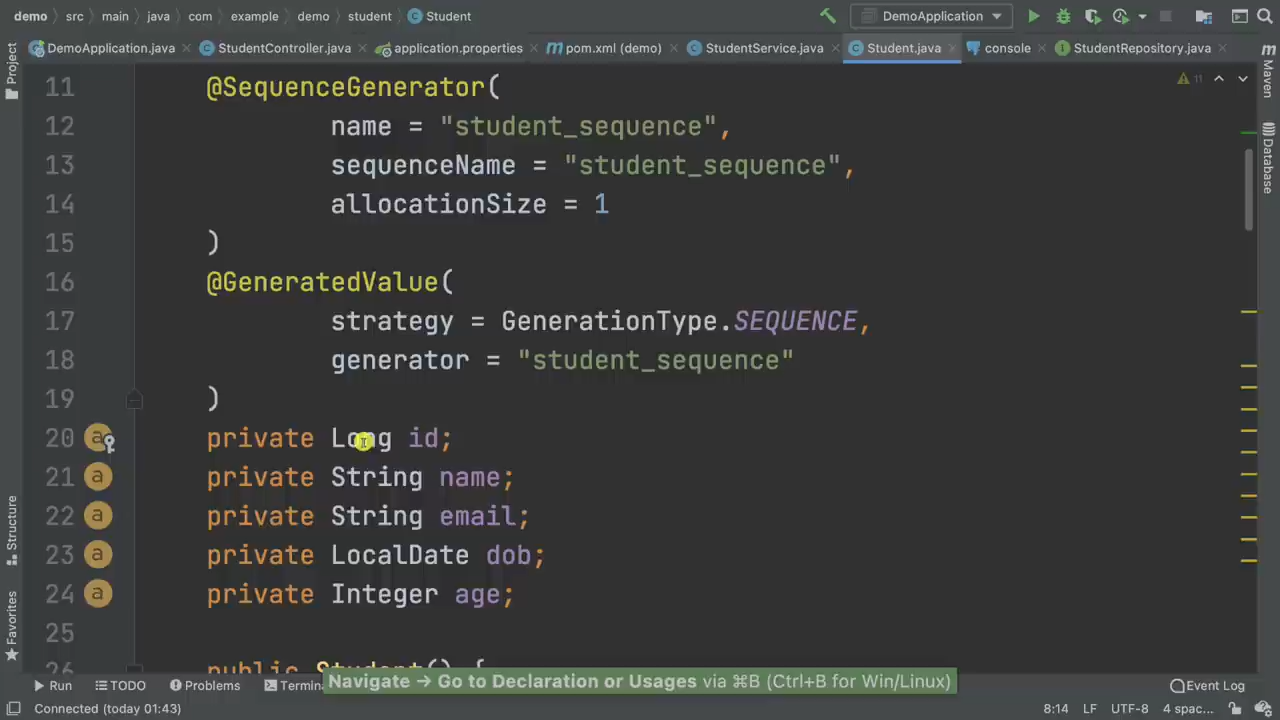 demo src main java com example demo student Student DemoApplication
DemoApplication.java StudentController.java application.properties pom.xml (demo) StudentService.java Student.java console StudentRepository.java
Project
Structure
Favorites
Maven
Database
11
11 @SequenceGenerator(
12 name = "student_sequence",
13 sequenceName = "student_sequence",
14 allocationSize = 1
15 )
16 @GeneratedValue(
17 strategy = GenerationType.SEQUENCE,
18 generator = "student_sequence"
19 )
20 private Long id;
21 private String name;
22 private String email;
23 private LocalDate dob;
24 private Integer age;
25
26 public Student() {
Navigate → Go to Declaration or Usages via ⌘B (Ctrl+B for Win/Linux)
Run TODO Problems Termin Event Log
Connected (today 01:43) 8:14 LF UTF-8 4 spac...